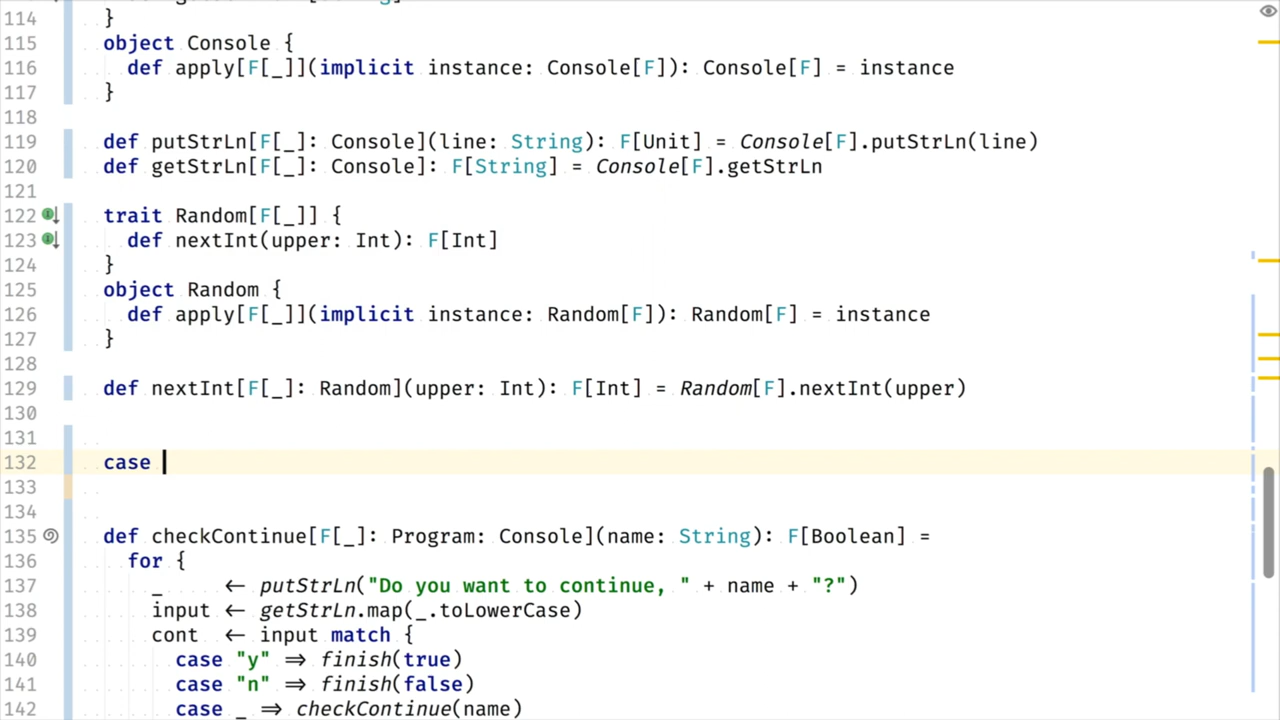 114 }
115 object Console {
116 def apply[F[_]](implicit instance: Console[F]): Console[F] = instance
117 }
118
119 def putStrLn[F[_]: Console](line: String): F[Unit] = Console[F].putStrLn(line)
120 def getStrLn[F[_]: Console]: F[String] = Console[F].getStrLn
121
122 trait Random[F[_]] {
123 def nextInt(upper: Int): F[Int]
124 }
125 object Random {
126 def apply[F[_]](implicit instance: Random[F]): Random[F] = instance
127 }
128
129 def nextInt[F[_]: Random](upper: Int): F[Int] = Random[F].nextInt(upper)
130
131
132 case
133
134
135 def checkContinue[F[_]: Program: Console](name: String): F[Boolean] =
136 for {
137 _ ← putStrLn("Do you want to continue, " + name + "?")
138 input ← getStrLn.map(_.toLowerCase)
139 cont ← input match {
140 case "y" ⇒ finish(true)
141 case "n" ⇒ finish(false)
142 case _ ⇒ checkContinue(name)